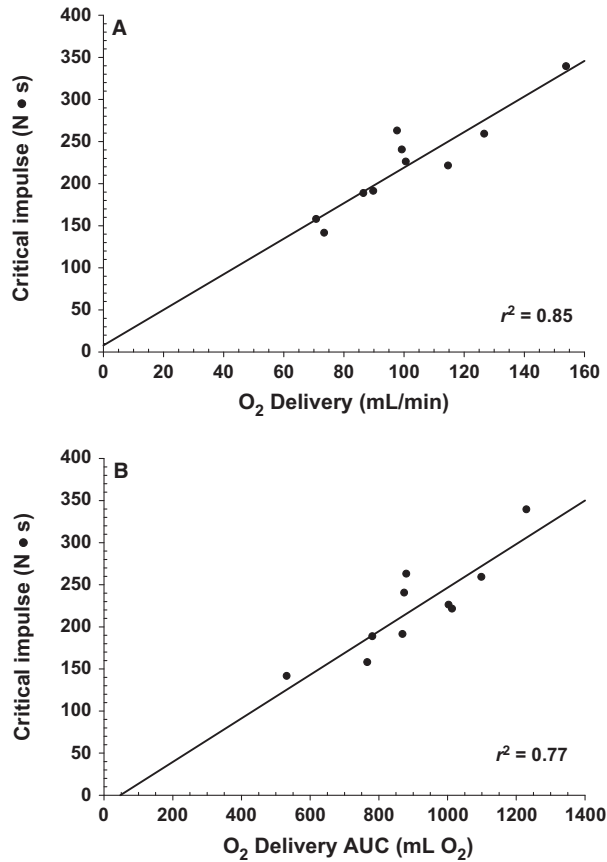 A
400
350
300
250
200
150
100
50
0
Critical impulse (N • s)
r² = 0.85
0 20 40 60 80 100 120 140 160
O₂ Delivery (mL/min)
B
400
350
300
250
200
150
100
50
0
Critical impulse (N • s)
r² = 0.77
0 200 400 600 800 1000 1200 1400
O₂ Delivery AUC (mL O₂)